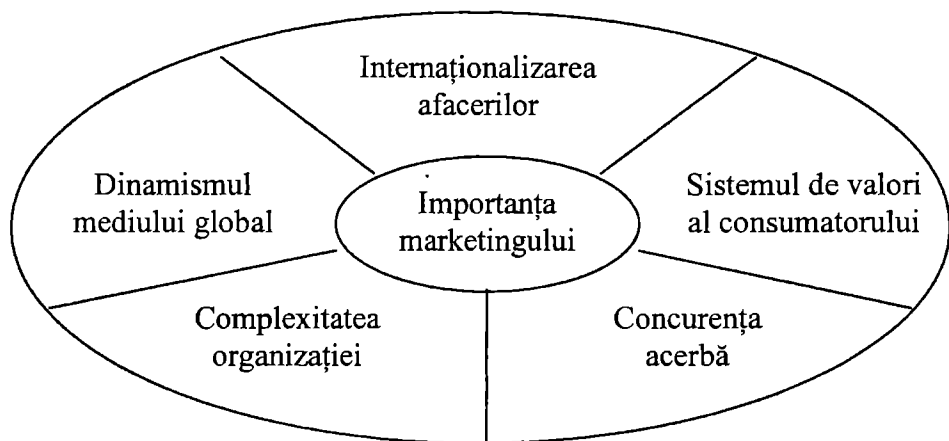 Internaționalizarea
afacerilor
Dinamismul
mediului global
Importanța
marketingului
Sistemul de valori
al consumatorului
Complexitatea
organizației
Concurența
acerbă